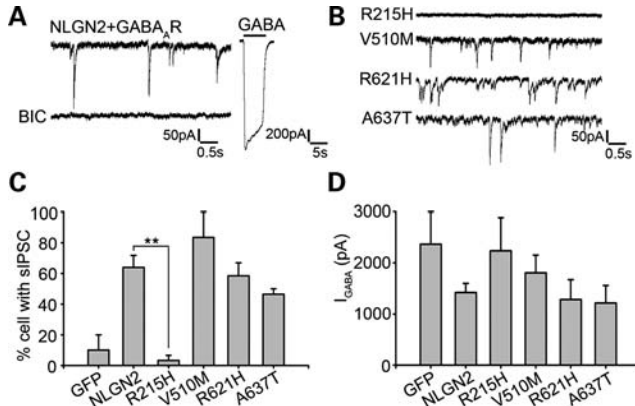 A
NLGN2+GABAAR
GABA
BIC
50pA
0.5s
200pA
5s
B
R215H
V510M
R621H
A637T
50pA
0.5s
C
% cell with sIPSC
100
80
60
40
20
0
**
GFP
NLGN2
R215H
V510M
R621H
A637T
D
IGABA (pA)
3000
2000
1000
0
GFP
NLGN2
R215H
V510M
R621H
A637T